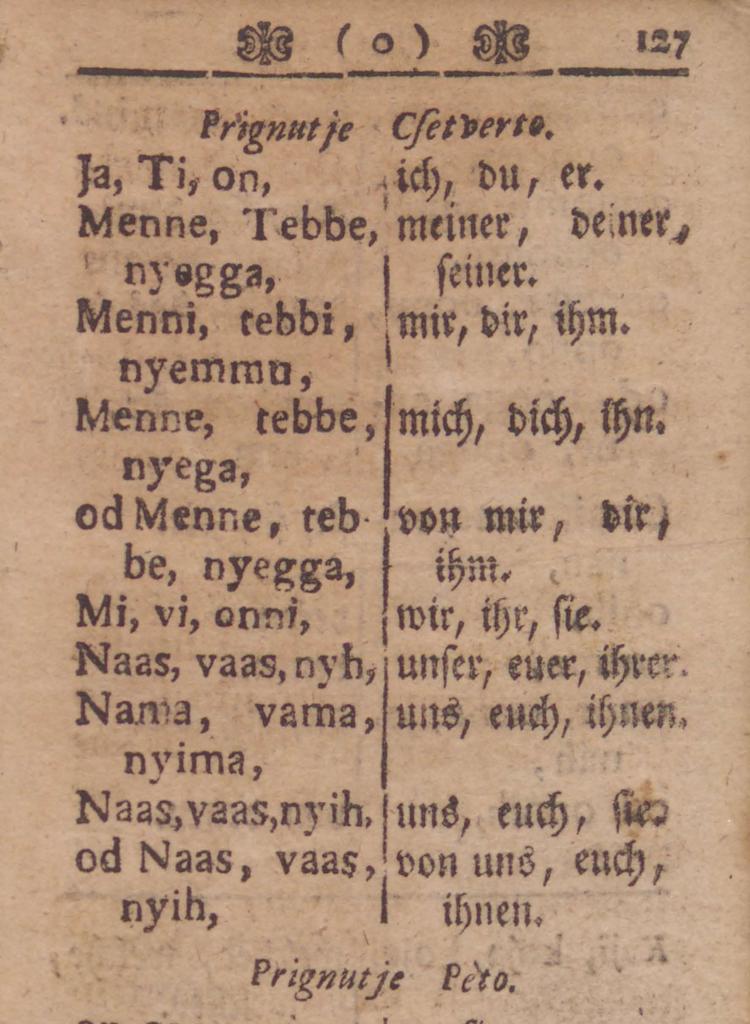 ( o ) 127
Prignutje Csetverto.
Ja, Ti, on, ich, du, er.
Menne, Tebbe, meiner, deiner,
nyegga, seiner.
Menni, tebbi, mir, dir, ihm.
nyemmu,
Menne, tebbe, mich, dich, ihn.
nyega,
od Menne, teb- von mir, dir,
be, nyegga, ihm.
Mi, vi, onni, wir, ihr, sie.
Naas, vaas, nyh, unser, euer, ihrer.
Nama, vama, uns, euch, ihnen.
nyima,
Naas, vaas, nyih, uns, euch, sie.
od Naas, vaas, von uns, euch,
nyih, ihnen.
Prignutje Peto.